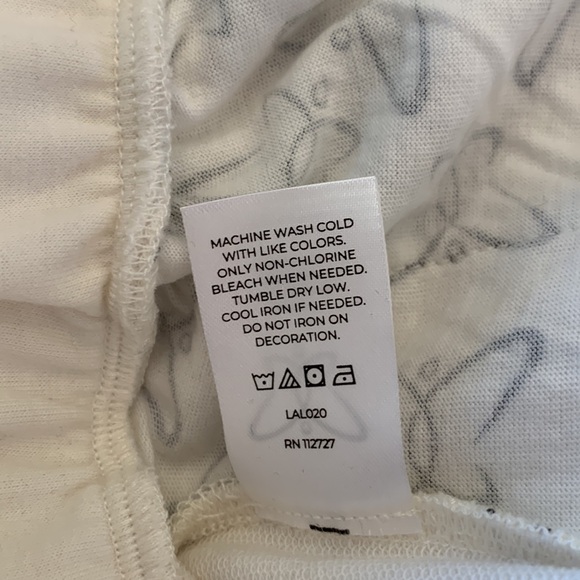 MACHINE WASH COLD
WITH LIKE COLORS.
ONLY NON-CHLORINE
BLEACH WHEN NEEDED.
TUMBLE DRY LOW.
COOL IRON IF NEEDED.
DO NOT IRON ON
DECORATION.
LAL020
RN 112727